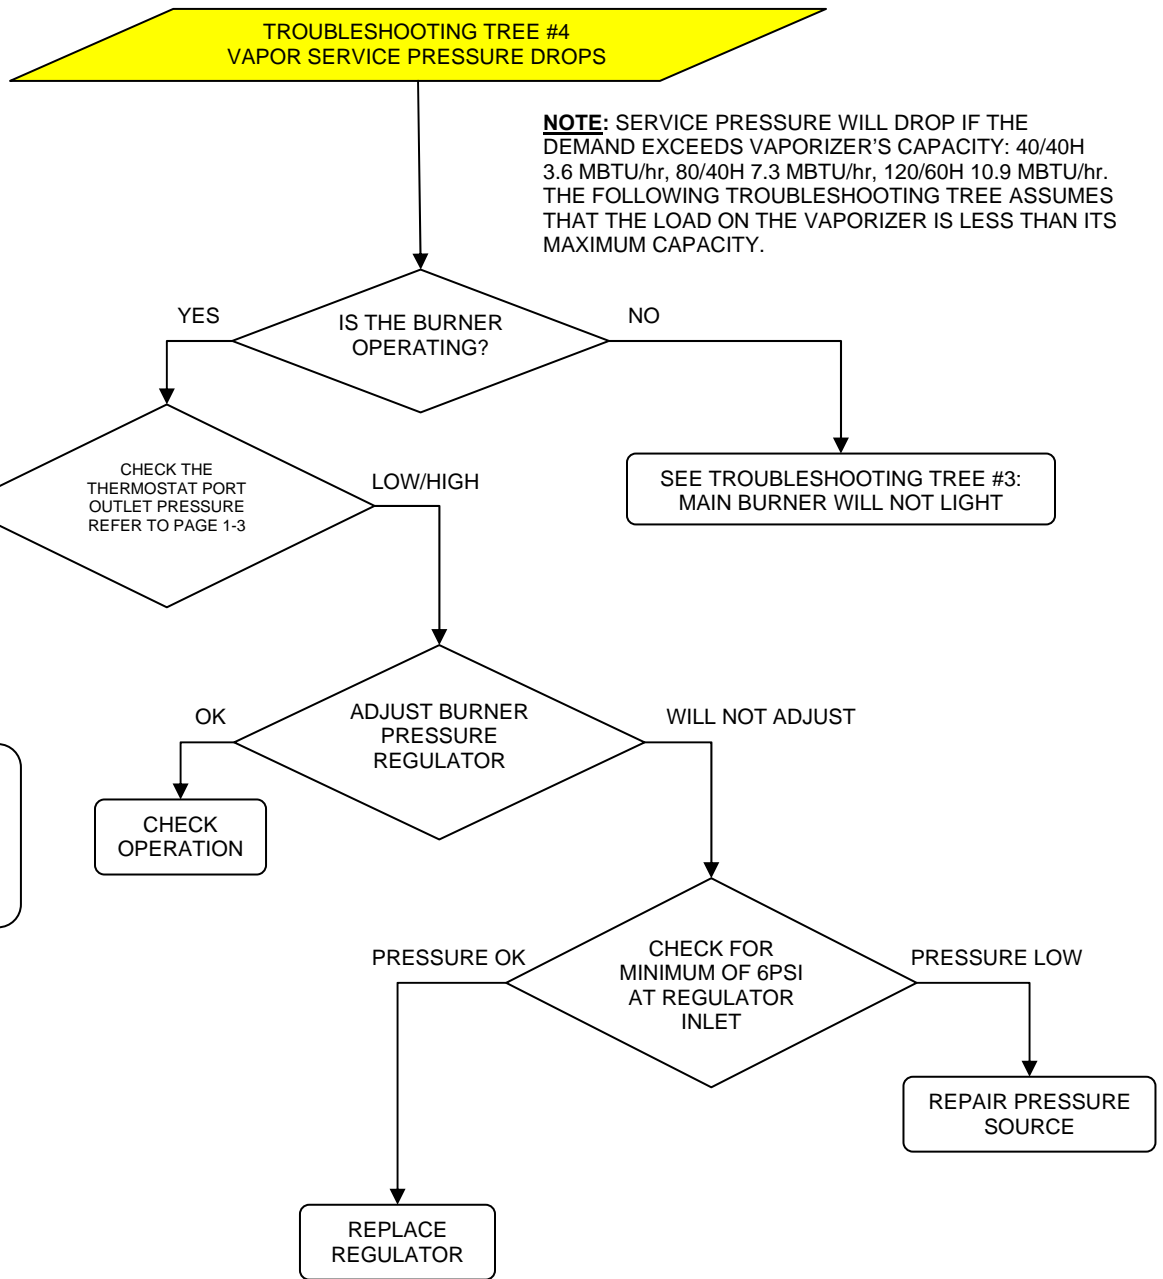 TROUBLESHOOTING TREE #4
VAPOR SERVICE PRESSURE DROPS
NOTE: SERVICE PRESSURE WILL DROP IF THE
DEMAND EXCEEDS VAPORIZER'S CAPACITY: 40/40H
3.6 MBTU/hr, 80/40H 7.3 MBTU/hr, 120/60H 10.9 MBTU/hr.
THE FOLLOWING TROUBLESHOOTING TREE ASSUMES
THAT THE LOAD ON THE VAPORIZER IS LESS THAN ITS
MAXIMUM CAPACITY.
YES
IS THE BURNER
OPERATING?
NO
CHECK THE
THERMOSTAT PORT
OUTLET PRESSURE
REFER TO PAGE 1-3
LOW/HIGH
SEE TROUBLESHOOTING TREE #3:
MAIN BURNER WILL NOT LIGHT
OK
ADJUST BURNER
PRESSURE
REGULATOR
WILL NOT ADJUST
CHECK
OPERATION
PRESSURE OK
CHECK FOR
MINIMUM OF 6PSI
AT REGULATOR
INLET
PRESSURE LOW
REPAIR PRESSURE
SOURCE
REPLACE
REGULATOR